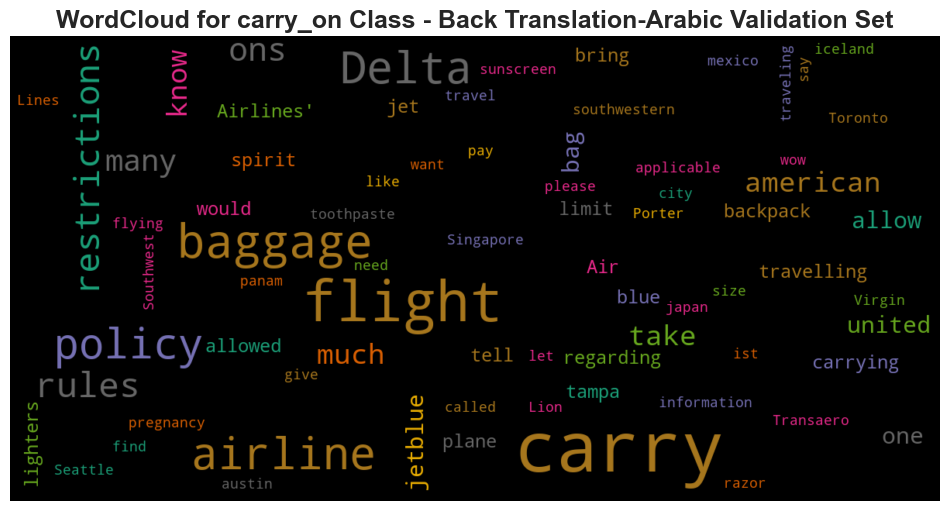 WordCloud for carry_on Class - Back Translation-Arabic Validation Set
restrictions
know
ons
Delta
sunscreen
bring
mexico
traveling
say
iceland
Lines
Airlines'
jet
travel
southwestern
Toronto
many
spirit
want
pay
bag
applicable
wow
like
please
city
american
flying
would
toothpaste
limit
Porter
backpack
allow
Southwest
baggage
Singapore
need
panam
Air
travelling
flight
blue
japan
size
Virgin
policy
allowed
much
tell
let
take
regarding
ist
united
carrying
rules
give
jetblue
called
Lion
tampa
information
lighters
pregnancy
find
Seattle
airline
austin
plane
carry
Transaero
razor
one